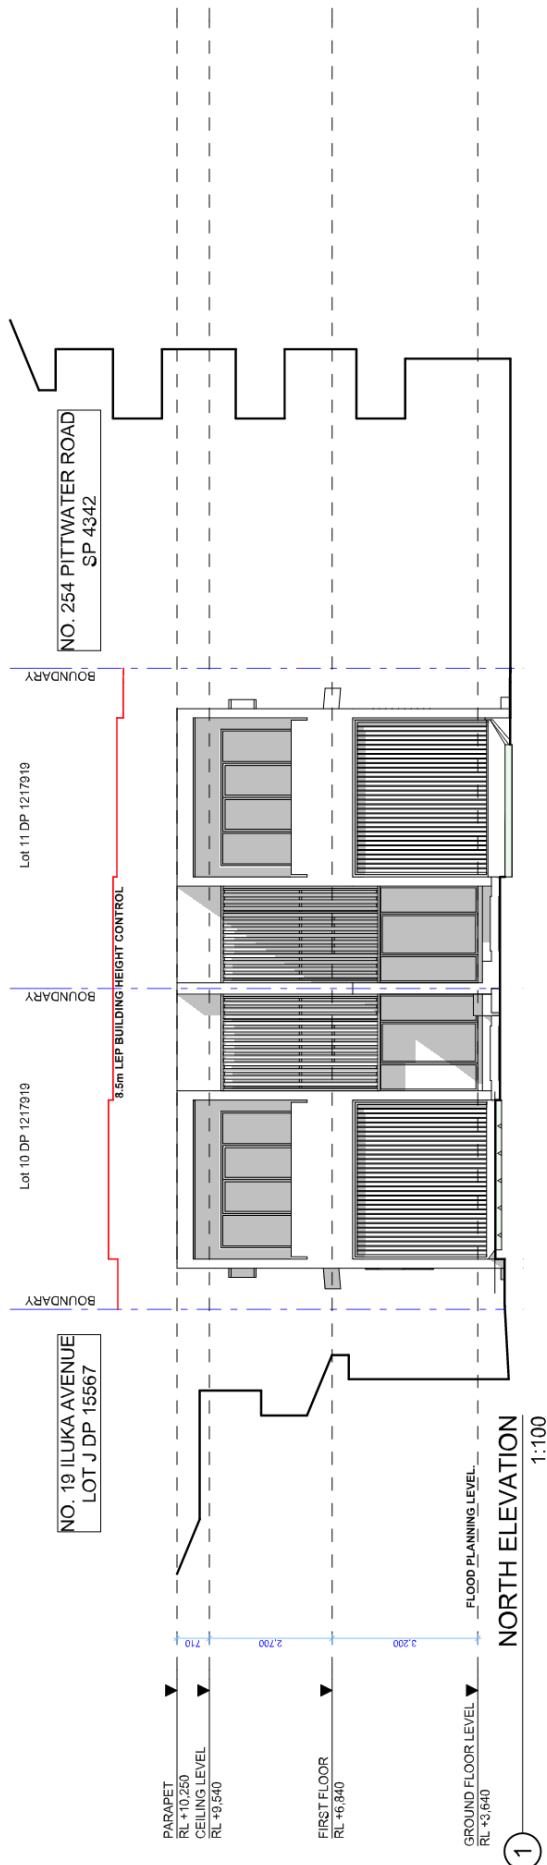 NO. 19 ILUKA AVENUE
LOT J DP 15567
BOUNDARY
Lot 10 DP 1217919
BOUNDARY
8.5m LEP BUILDING HEIGHT CONTROL
Lot 11 DP 1217919
BOUNDARY
NO. 254 PITTWATER ROAD
SP 4342
PARAPET
RL +10,250
710
CEILING LEVEL
RL +9,540
2,700
FIRST FLOOR
RL +6,840
3,200
FLOOD PLANNING LEVEL.
GROUND FLOOR LEVEL
RL +3,640
1
NORTH ELEVATION
1:100